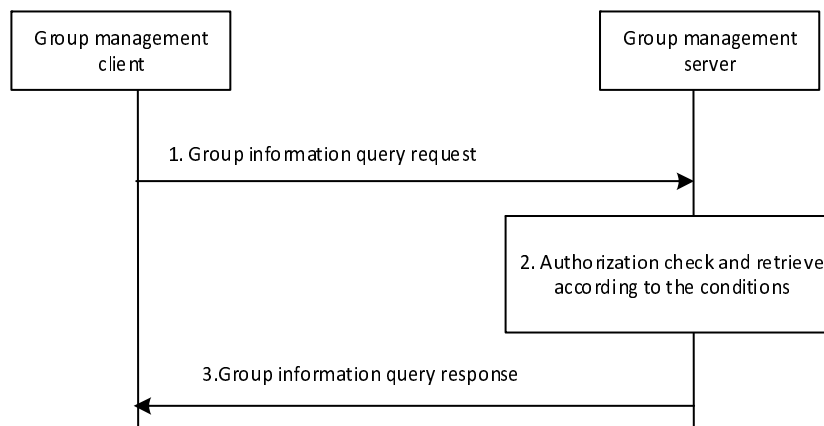 Group management
client
Group management
server
1. Group information query request
2. Authorization check and retrieve
according to the conditions
3.Group information query response